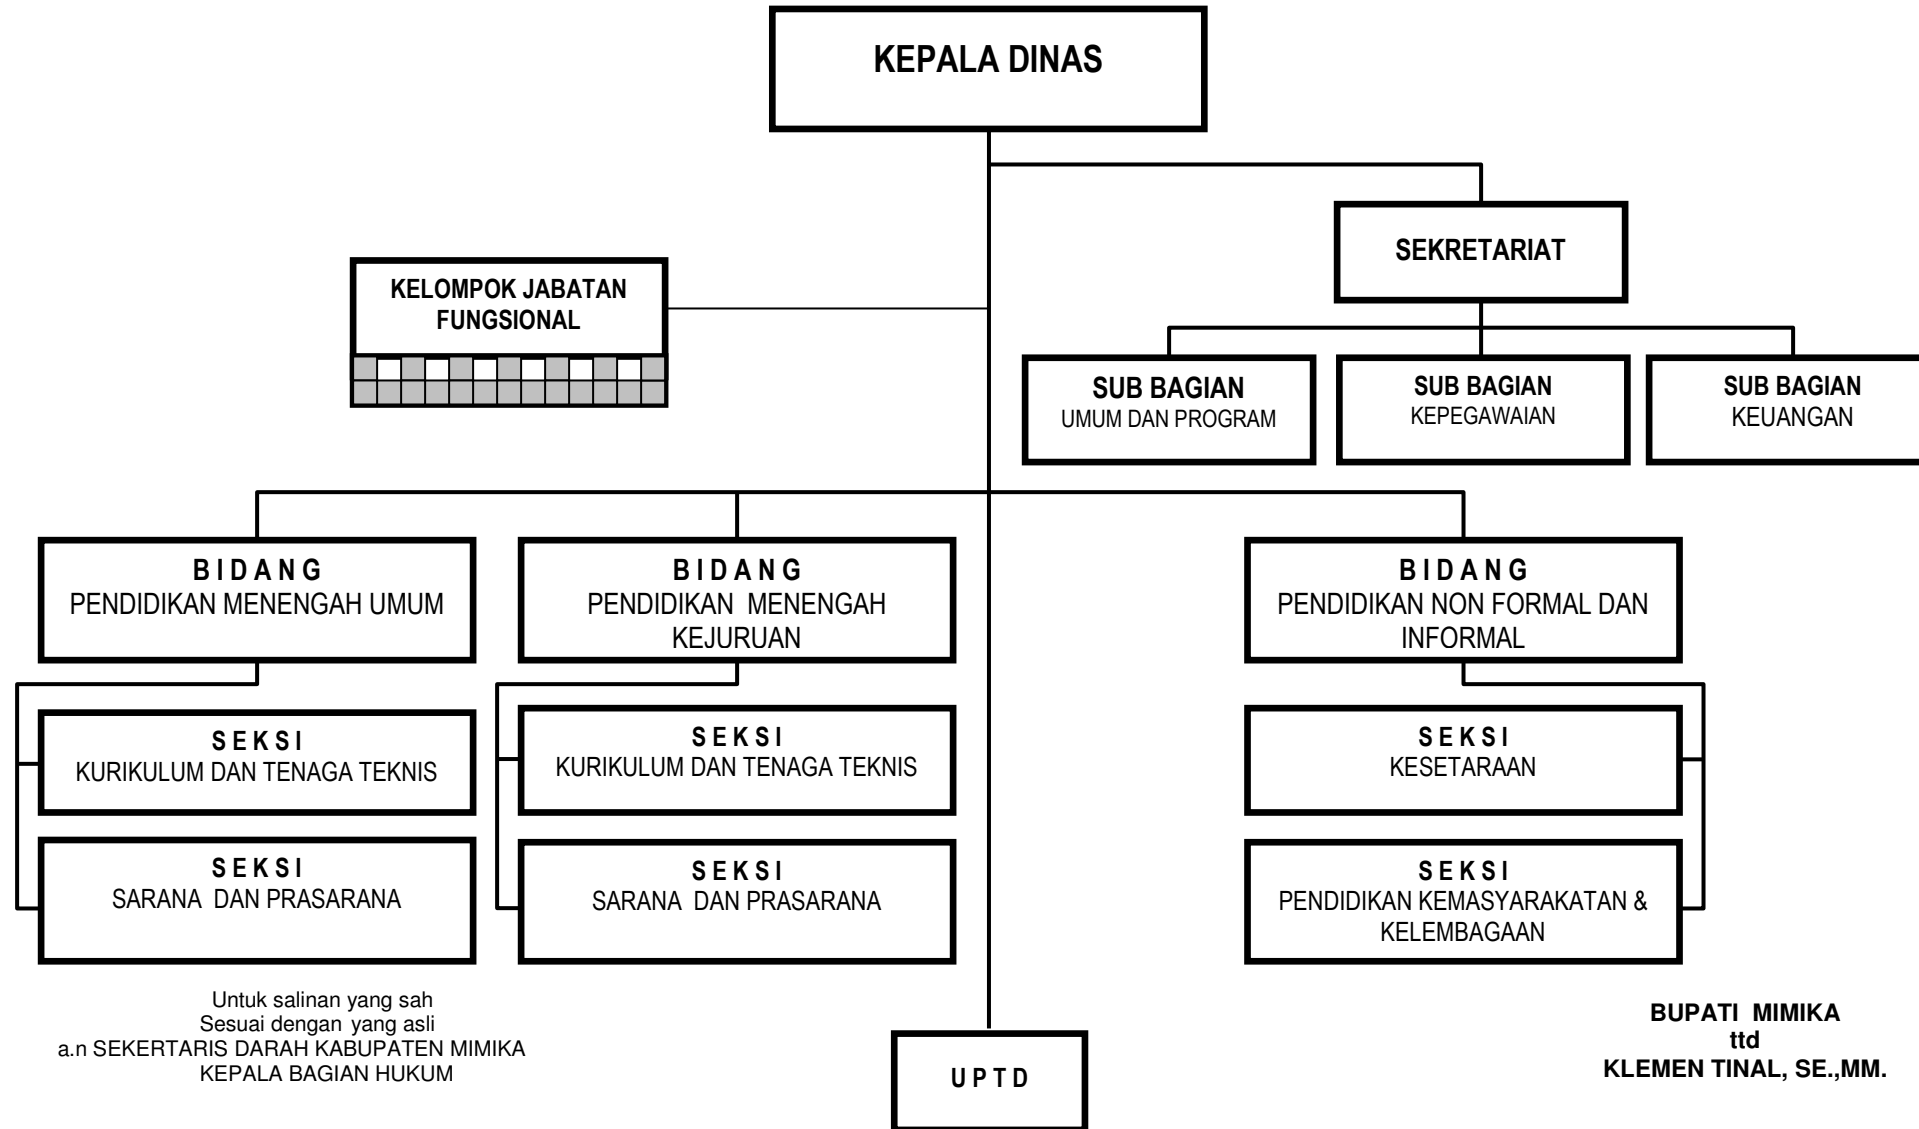 KEPALA DINAS
SEKRETARIAT
KELOMPOK JABATAN
FUNGSIONAL
SUB BAGIAN
UMUM DAN PROGRAM
SUB BAGIAN
KEPEGAWAIAN
SUB BAGIAN
KEUANGAN
B I D A N G
PENDIDIKAN MENENGAH UMUM
B I D A N G
PENDIDIKAN MENENGAH
KEJURUAN
B I D A N G
PENDIDIKAN NON FORMAL DAN
INFORMAL
S E K S I
KURIKULUM DAN TENAGA TEKNIS
S E K S I
KURIKULUM DAN TENAGA TEKNIS
S E K S I
KESETARAAN
S E K S I
SARANA DAN PRASARANA
S E K S I
SARANA DAN PRASARANA
S E K S I
PENDIDIKAN KEMASYARAKATAN &
KELEMBAGAAN
Untuk salinan yang sah
Sesuai dengan yang asli
a.n SEKERTARIS DARAH KABUPATEN MIMIKA
KEPALA BAGIAN HUKUM
U P T D
BUPATI MIMIKA
ttd
KLEMEN TINAL, SE.,MM.